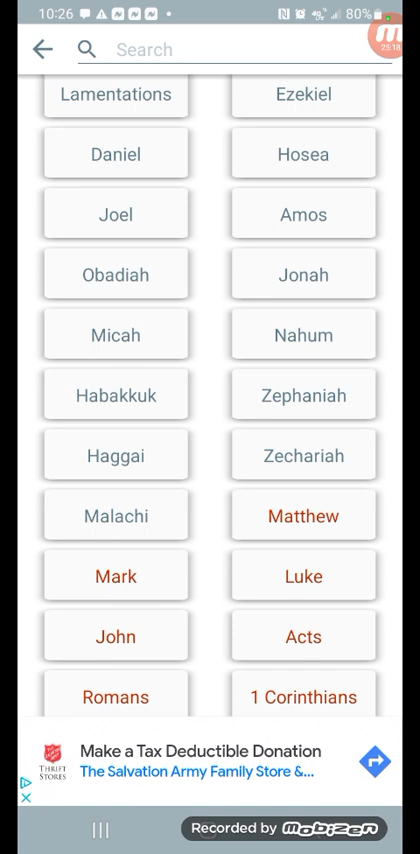 10:26
80%
Search
25:18
Lamentations
Ezekiel
Daniel
Hosea
Joel
Amos
Obadiah
Jonah
Micah
Nahum
Habakkuk
Zephaniah
Haggai
Zechariah
Malachi
Matthew
Mark
Luke
John
Acts
Romans
1 Corinthians
Make a Tax Deductible Donation
The Salvation Army Family Store &...
THRIFT
STORES
Recorded by mobizen